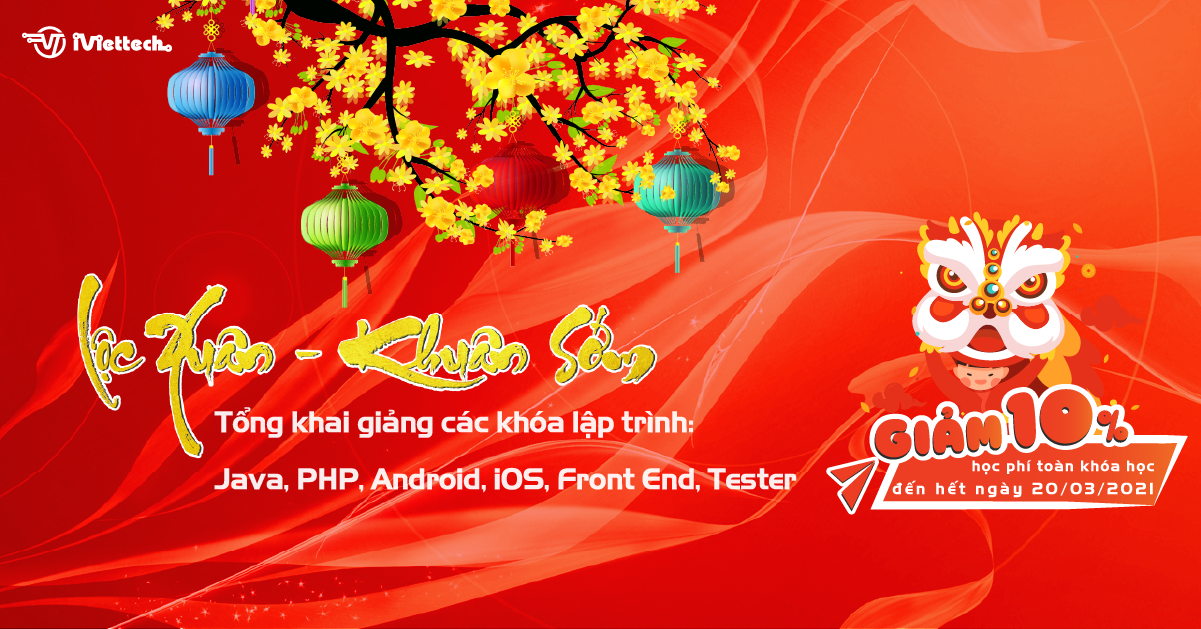 iViettech
Lộc Xuân - Khuân Sớm
Tổng khai giảng các khóa lập trình:
Java, PHP, Android, iOS, Front End, Tester
GIẢM 10%
học phí toàn khóa học
đến hết ngày 20/03/2021